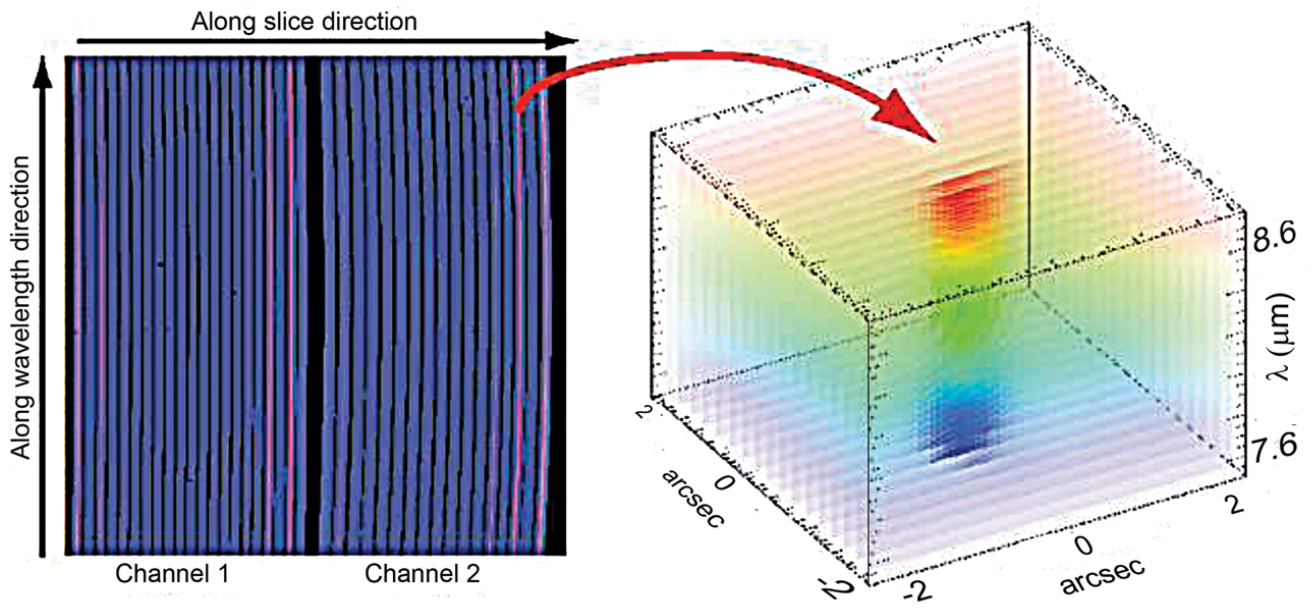 Along slice direction
Along wavelength direction
Channel 1
Channel 2
8.6
λ (μm)
7.6
2
0
arcsec
-2
-2
0
arcsec
2